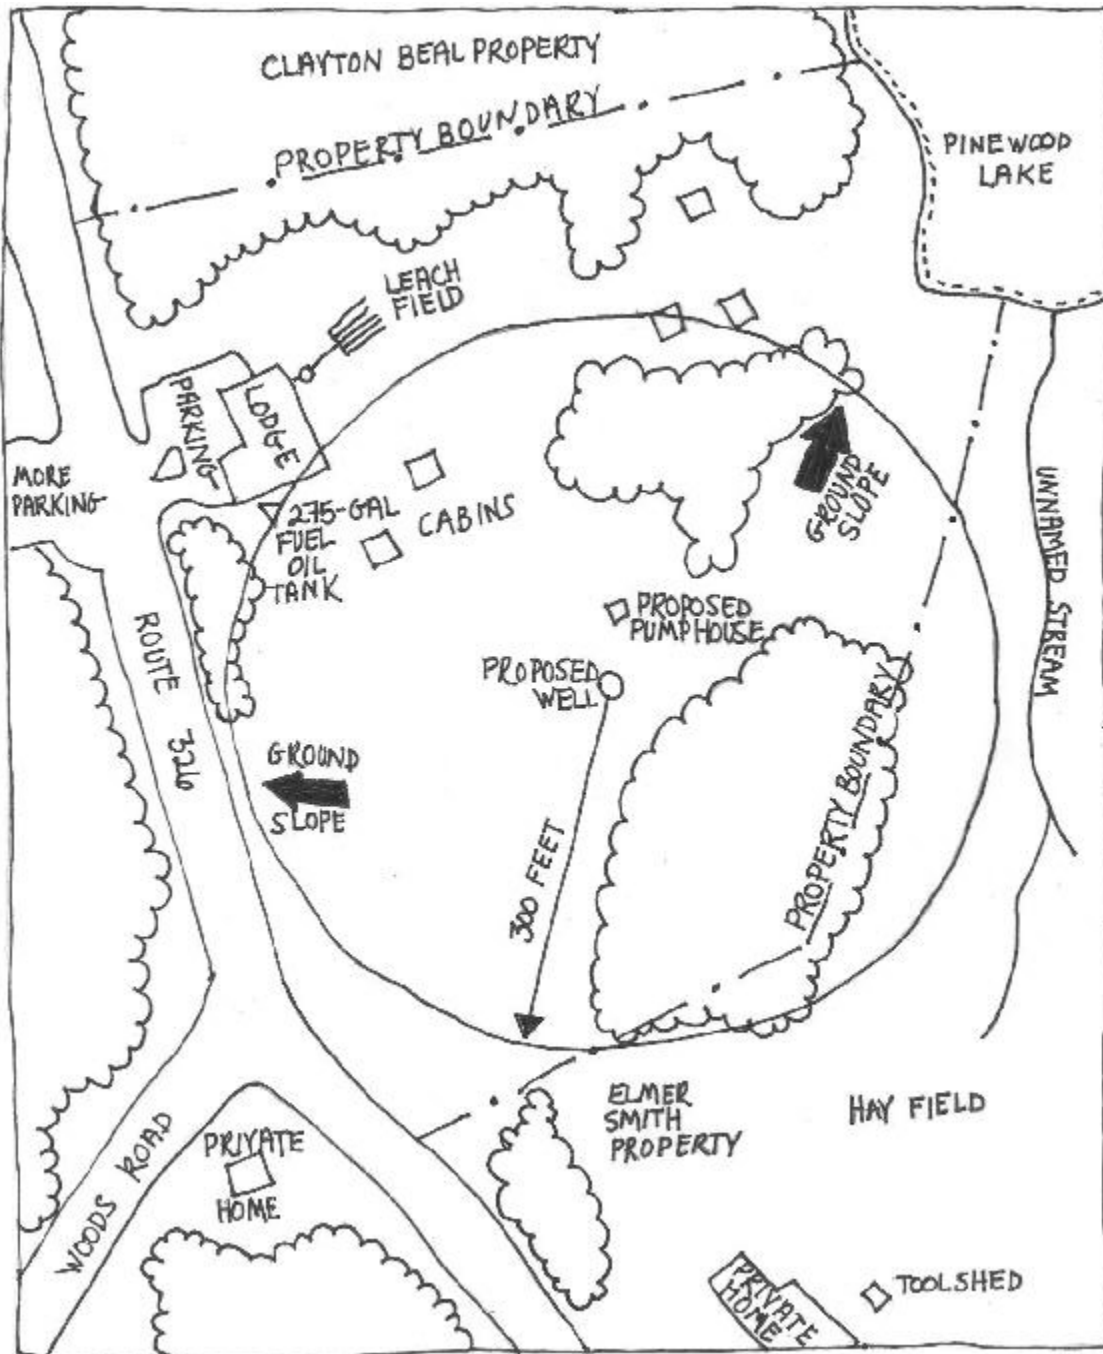 CLAYTON BEAL PROPERTY
PROPERTY BOUNDARY
PINEWOOD
LAKE
LEACH
FIELD
PARKING
LODGE
MORE
PARKING
275-GAL
FUEL
OIL
TANK
CABINS
GROUND
SLOPE
UNNAMED STREAM
ROUTE 326
PROPOSED
PUMPHOUSE
PROPOSED
WELL
GROUND
SLOPE
300 FEET
PROPERTY BOUNDARY
ELMER
SMITH
PROPERTY
HAY FIELD
WOODS ROAD
PRIVATE
HOME
PRIVATE
HOME
TOOLSHED